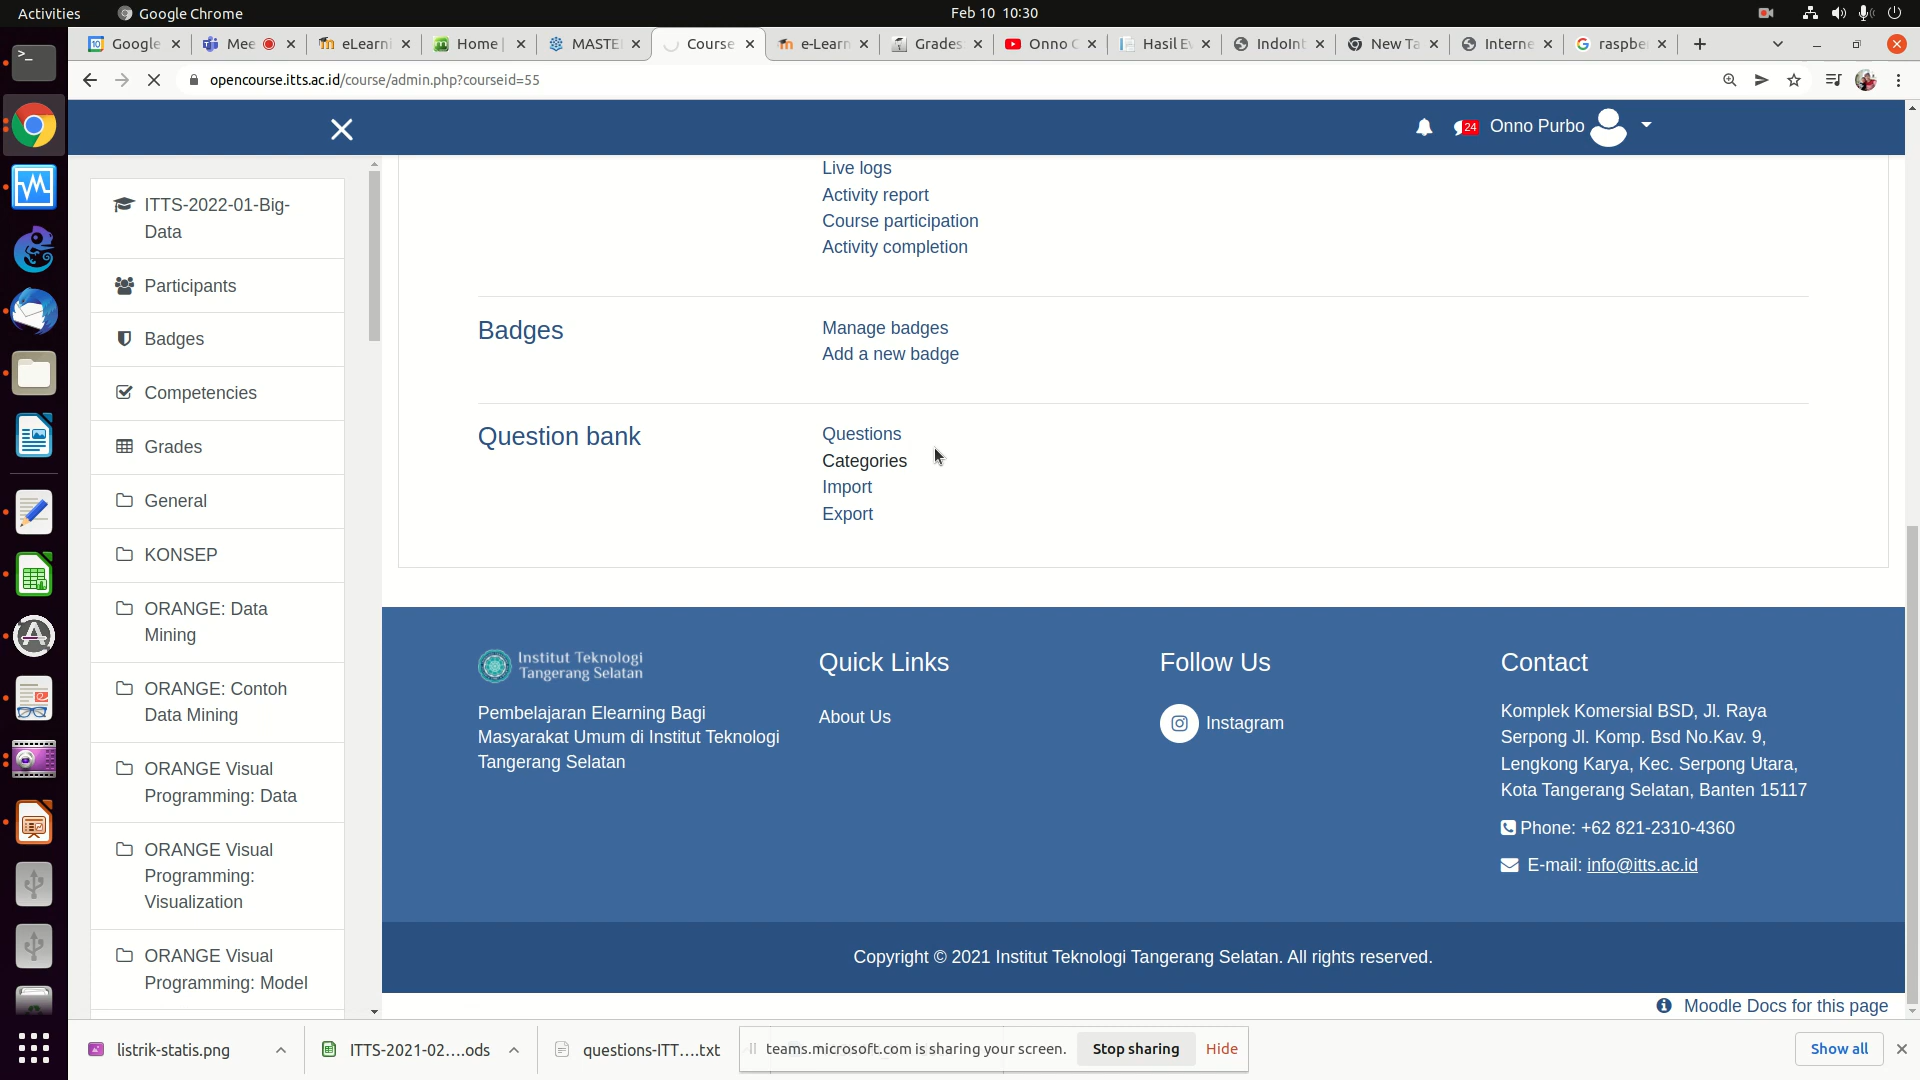 Activities
Google Chrome
Feb 10 10:30
Google
Mee
eLearni
Home |
MASTE
Course
e-Learn
Grades
Onno C
Hasil Ev
IndoInt
New Ta
Interne
raspbe
opencourse.itts.ac.id/course/admin.php?courseid=55
24
Onno Purbo
ITTS-2022-01-Big-
Data
Participants
Badges
Competencies
Grades
General
KONSEP
ORANGE: Data
Mining
ORANGE: Contoh
Data Mining
ORANGE Visual
Programming: Data
ORANGE Visual
Programming:
Visualization
ORANGE Visual
Programming: Model
Live logs
Activity report
Course participation
Activity completion
Badges
Manage badges
Add a new badge
Question bank
Questions
Categories
Import
Export
Institut Teknologi
Tangerang Selatan
Pembelajaran Elearning Bagi
Masyarakat Umum di Institut Teknologi
Tangerang Selatan
Quick Links
About Us
Follow Us
Instagram
Contact
Komplek Komersial BSD, Jl. Raya
Serpong Jl. Komp. Bsd No.Kav. 9,
Lengkong Karya, Kec. Serpong Utara,
Kota Tangerang Selatan, Banten 15117
Phone: +62 821-2310-4360
E-mail: info@itts.ac.id
Copyright © 2021 Institut Teknologi Tangerang Selatan. All rights reserved.
Moodle Docs for this page
listrik-statis.png
ITTS-2021-02....ods
questions-ITT....txt
teams.microsoft.com is sharing your screen.
Stop sharing
Hide
Show all